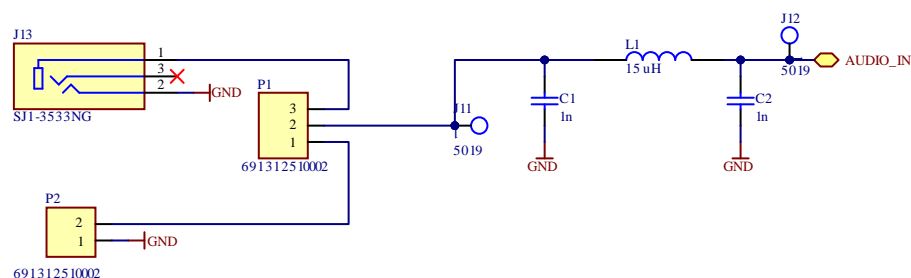 J13
1
3
2
GND
SJ1-3533NG
P1
3
2
1
691312510002
J11
5019
C1
1n
GND
L1
15 uH
C2
1n
GND
J12
5019
AUDIO_IN
P2
2
1
GND
691312510002